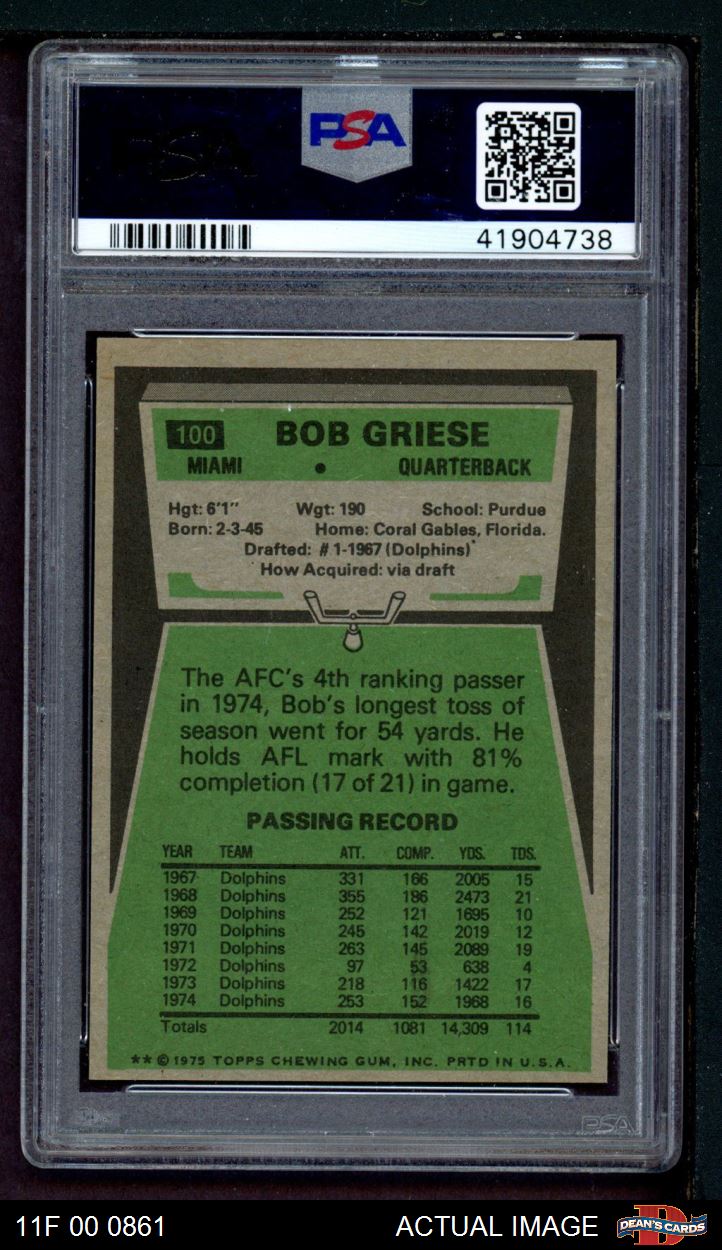 PSA
PSA
41904738
100 BOB GRIESE
MIAMI • QUARTERBACK
Hgt: 6'1" Wgt: 190 School: Purdue
Born: 2-3-45 Home: Coral Gables, Florida.
Drafted: #1-1967 (Dolphins)
How Acquired: via draft
The AFC's 4th ranking passer
in 1974, Bob's longest toss of
season went for 54 yards. He
holds AFL mark with 81%
completion (17 of 21) in game.
PASSING RECORD
YEAR TEAM ATT. COMP. YDS. TDS.
1967 Dolphins 331 166 2005 15
1968 Dolphins 355 186 2473 21
1969 Dolphins 252 121 1695 10
1970 Dolphins 245 142 2019 12
1971 Dolphins 263 145 2089 19
1972 Dolphins 97 53 638 4
1973 Dolphins 218 116 1422 17
1974 Dolphins 253 152 1968 16
Totals 2014 1081 14,309 114
** © 1975 TOPPS CHEWING GUM, INC. PRTD IN U.S.A.
PSA
11F 00 0861 ACTUAL IMAGE DEAN'S CARDS